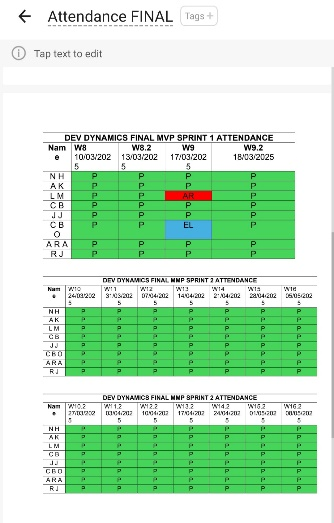 Attendance FINAL Tags +
Tap text to edit
DEV DYNAMICS FINAL MVP SPRINT 1 ATTENDANCE
Nam e W8 10/03/202 5 W8.2 13/03/202 5 W9 17/03/202 5 W9.2 18/03/2025
N H P P P P
A K P P P P
L M P P AR P
C B P P P P
J J P P P P
C B O P P EL P
A R A P P P P
R J P P P P
DEV DYNAMICS FINAL MMP SPRINT 2 ATTENDANCE
Nam e W10 24/03/202 5 W11 31/03/202 5 W12 07/04/202 5 W13 14/04/202 5 W14 21/04/202 5 W15 28/04/202 5 W16 05/05/202 5
N H P P P P P P P
A K P P P P P P P
L M P P P P P P P
C B P P P P P P P
J J P P P P P P P
C B O P P P P P P P
A R A P P P P P P P
R J P P P P P P P
DEV DYNAMICS FINAL MMP SPRINT 2 ATTENDANCE
Nam e W10.2 27/03/202 5 W11.2 03/04/202 5 W12.2 10/04/202 5 W13.2 17/04/202 5 W14.2 24/04/202 5 W15.2 01/05/202 5 W16.2 08/05/202 5
N H P P P P P P P
A K P P P P P P P
L M P P P P P P P
C B P P P P P P P
J J P P P P P P P
C B O P P P P P P P
A R A P P P P P P P
R J P P P P P P P